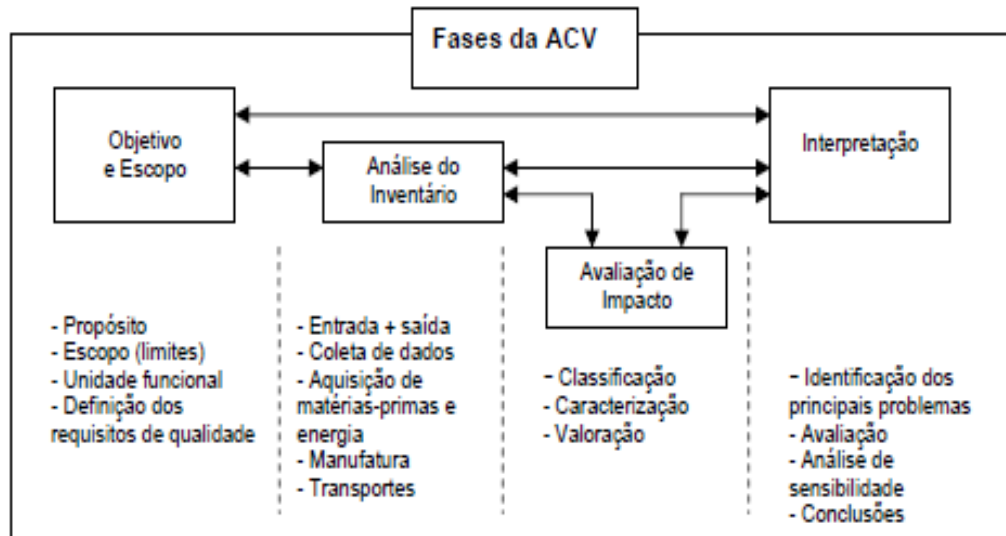 Fases da ACV
Objetivo
e Escopo
Análise do
Inventário
Interpretação
Avaliação de
Impacto
- Propósito
- Escopo (limites)
- Unidade funcional
- Definição dos
requisitos de qualidade
- Entrada + saída
- Coleta de dados
- Aquisição de
matérias-primas e
energia
- Manufatura
- Transportes
- Classificação
- Caracterização
- Valoração
- Identificação dos
principais problemas
- Avaliação
- Análise de
sensibilidade
- Conclusões